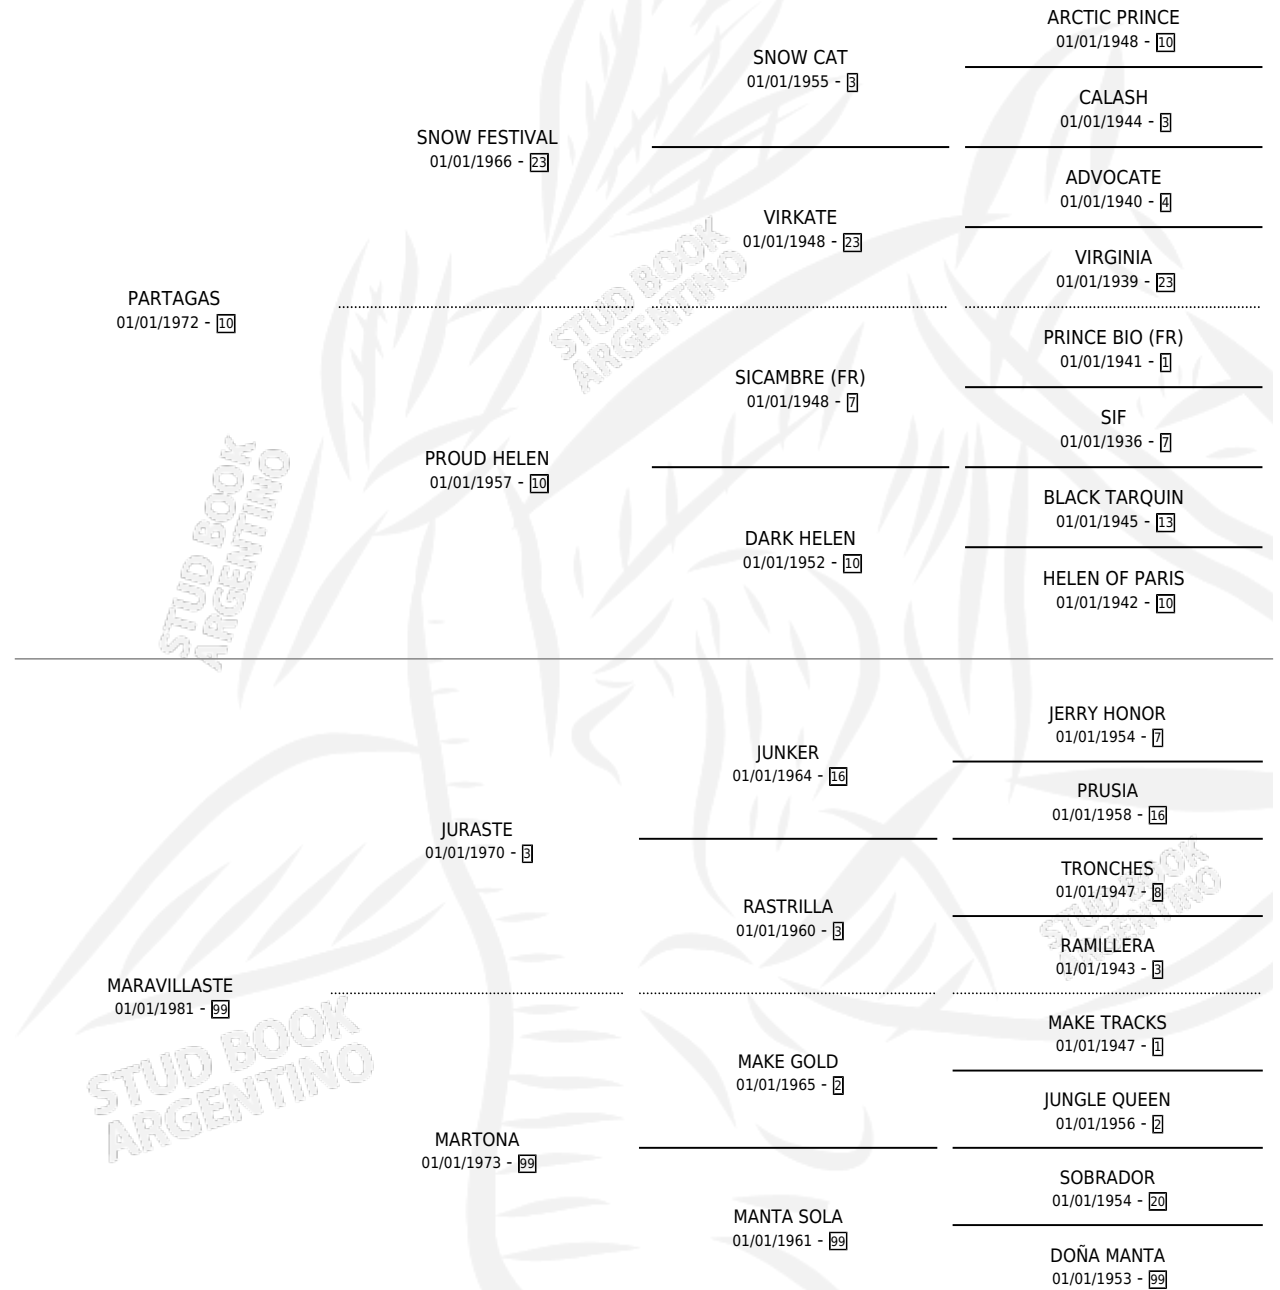 ARCTIC PRINCE
01/01/1948 - 10
SNOW CAT
01/01/1955 - 3
CALASH
01/01/1944 - 3
SNOW FESTIVAL
01/01/1966 - 23
ADVOCATE
01/01/1940 - 4
VIRKATE
01/01/1948 - 23
VIRGINIA
01/01/1939 - 23
PARTAGAS
01/01/1972 - 10
PRINCE BIO (FR)
01/01/1941 - 1
SICAMBRE (FR)
01/01/1948 - 7
SIF
01/01/1936 - 7
PROUD HELEN
01/01/1957 - 10
BLACK TARQUIN
01/01/1945 - 13
DARK HELEN
01/01/1952 - 10
HELEN OF PARIS
01/01/1942 - 10
JERRY HONOR
01/01/1954 - 7
JUNKER
01/01/1964 - 16
PRUSIA
01/01/1958 - 16
JURASTE
01/01/1970 - 3
TRONCHES
01/01/1947 - 8
RASTRILLA
01/01/1960 - 3
RAMILLERA
01/01/1943 - 3
MARAVILLASTE
01/01/1981 - 99
MAKE TRACKS
01/01/1947 - 1
MAKE GOLD
01/01/1965 - 2
JUNGLE QUEEN
01/01/1956 - 2
MARTONA
01/01/1973 - 99
SOBRADOR
01/01/1954 - 20
MANTA SOLA
01/01/1961 - 99
DOÑA MANTA
01/01/1953 - 99
STUD BOOK
ARGENTINO
STUD BOOK
ARGENTINO
STUD BOOK
ARGENTINO
STUD BOOK
ARGENTINO